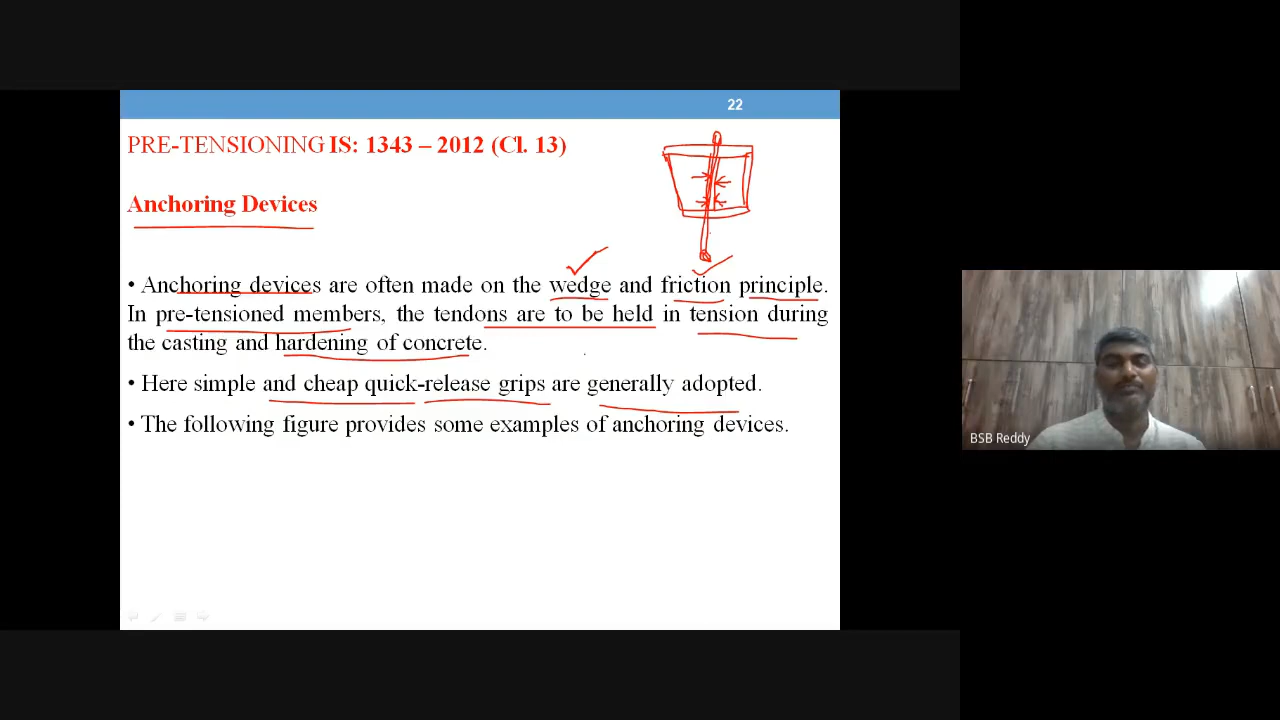 22
PRE-TENSIONING IS: 1343 – 2012 (Cl. 13)
Anchoring Devices
• Anchoring devices are often made on the wedge and friction principle.
In pre-tensioned members, the tendons are to be held in tension during
the casting and hardening of concrete.
• Here simple and cheap quick-release grips are generally adopted.
• The following figure provides some examples of anchoring devices.
BSB Reddy